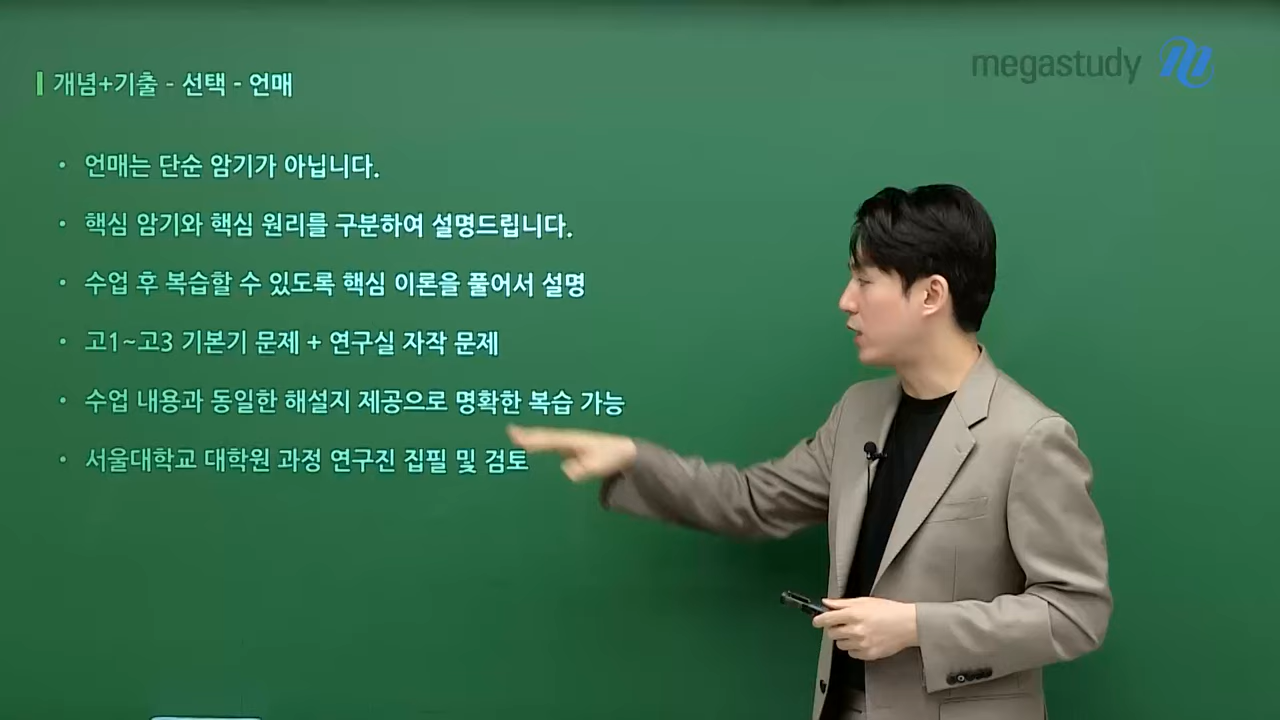 megastudy
개념+기출 - 선택 - 언매
• 언매는 단순 암기가 아닙니다.
• 핵심 암기와 핵심 원리를 구분하여 설명드립니다.
• 수업 후 복습할 수 있도록 핵심 이론을 풀어서 설명
• 고1~고3 기본기 문제 + 연구실 자작 문제
• 수업 내용과 동일한 해설지 제공으로 명확한 복습 가능
• 서울대학교 대학원 과정 연구진 집필 및 검토